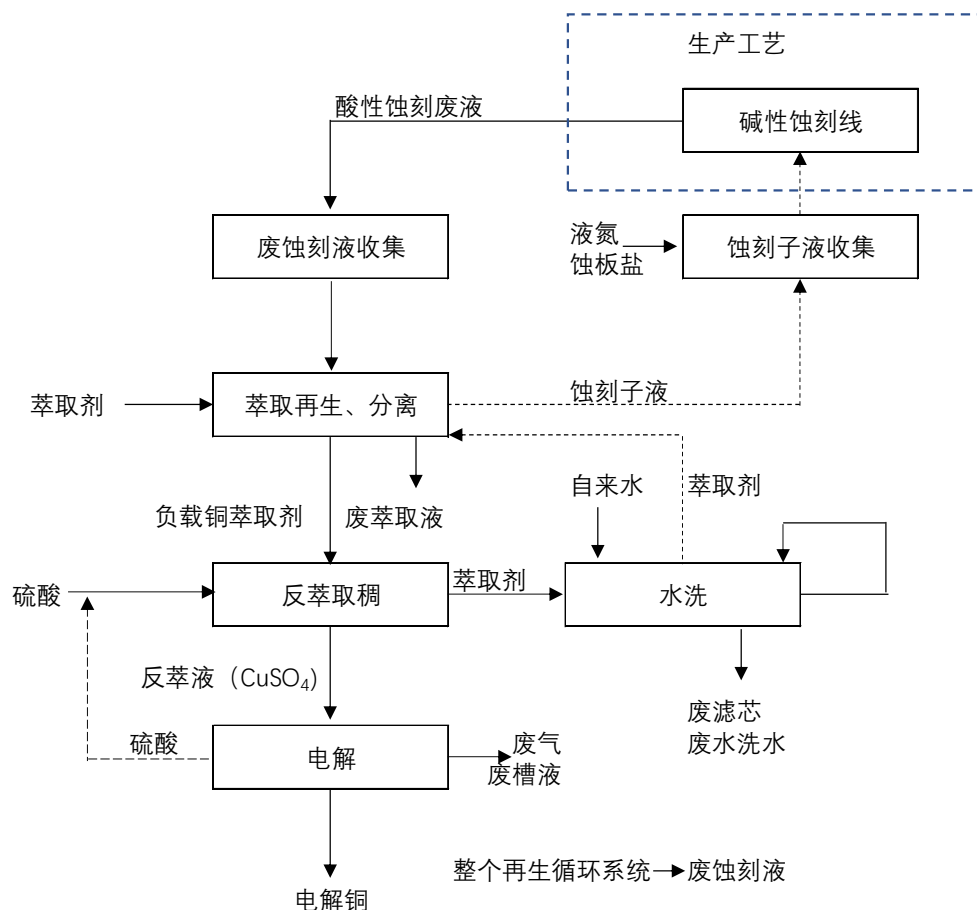 生产工艺
酸性蚀刻废液
碱性蚀刻线
废蚀刻液收集
液氮
蚀板盐
蚀刻子液收集
萃取剂
萃取再生、分离
蚀刻子液
自来水
萃取剂
负载铜萃取剂
废萃取液
硫酸
反萃取稠
萃取剂
水洗
反萃液（CuSO₄)
废滤芯
废水洗水
硫酸
电解
废气
废槽液
整个再生循环系统
废蚀刻液
电解铜